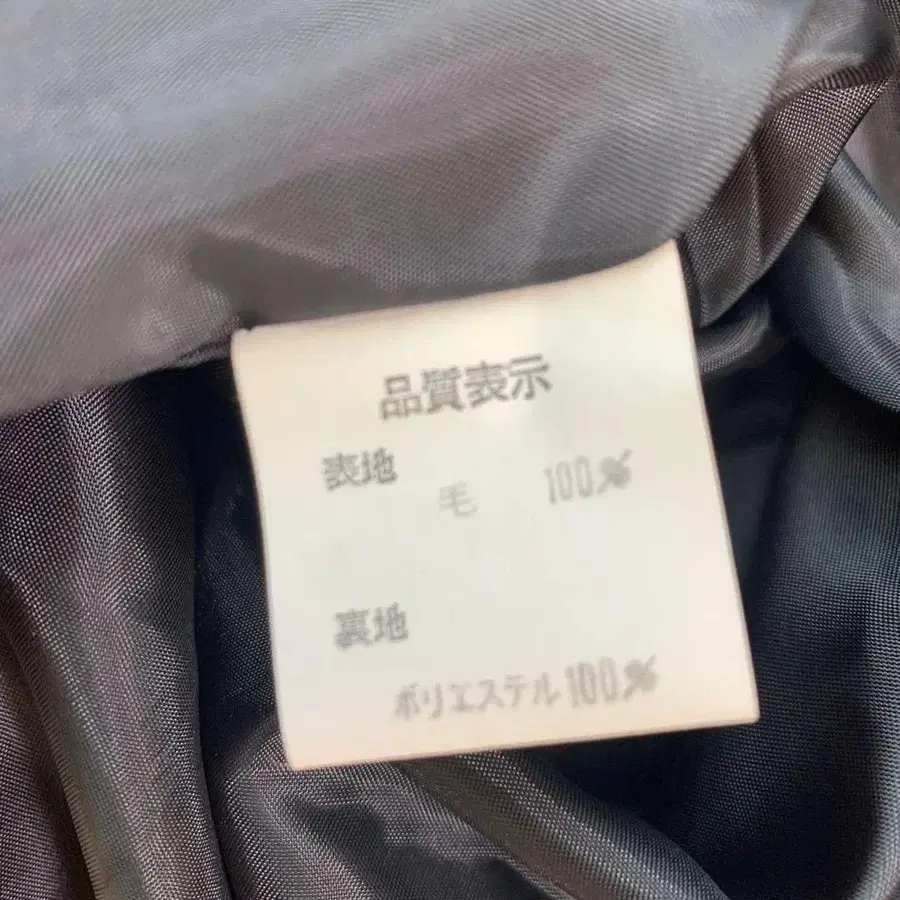 品質表示
表地
毛 100%
裏地
ポリエステル100%